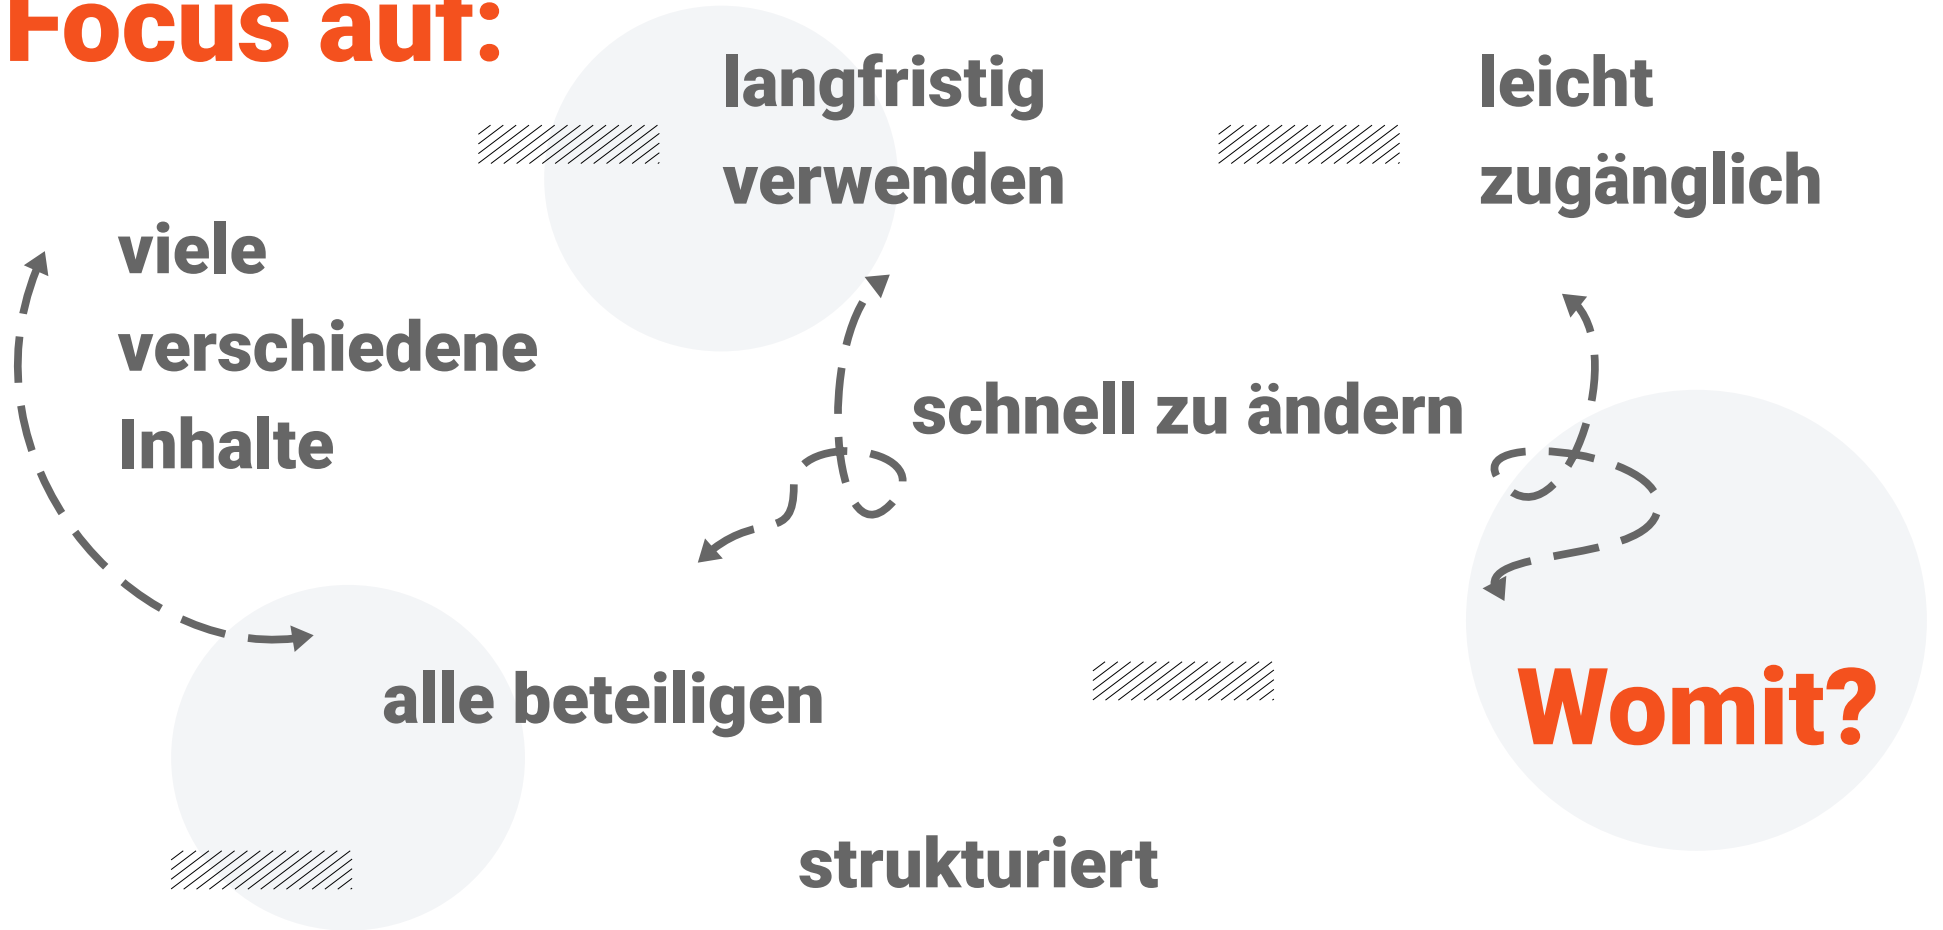 Focus auf:
langfristig
verwenden
leicht
zugänglich
viele
verschiedene
Inhalte
schnell zu ändern
alle beteiligen
Womit?
strukturiert